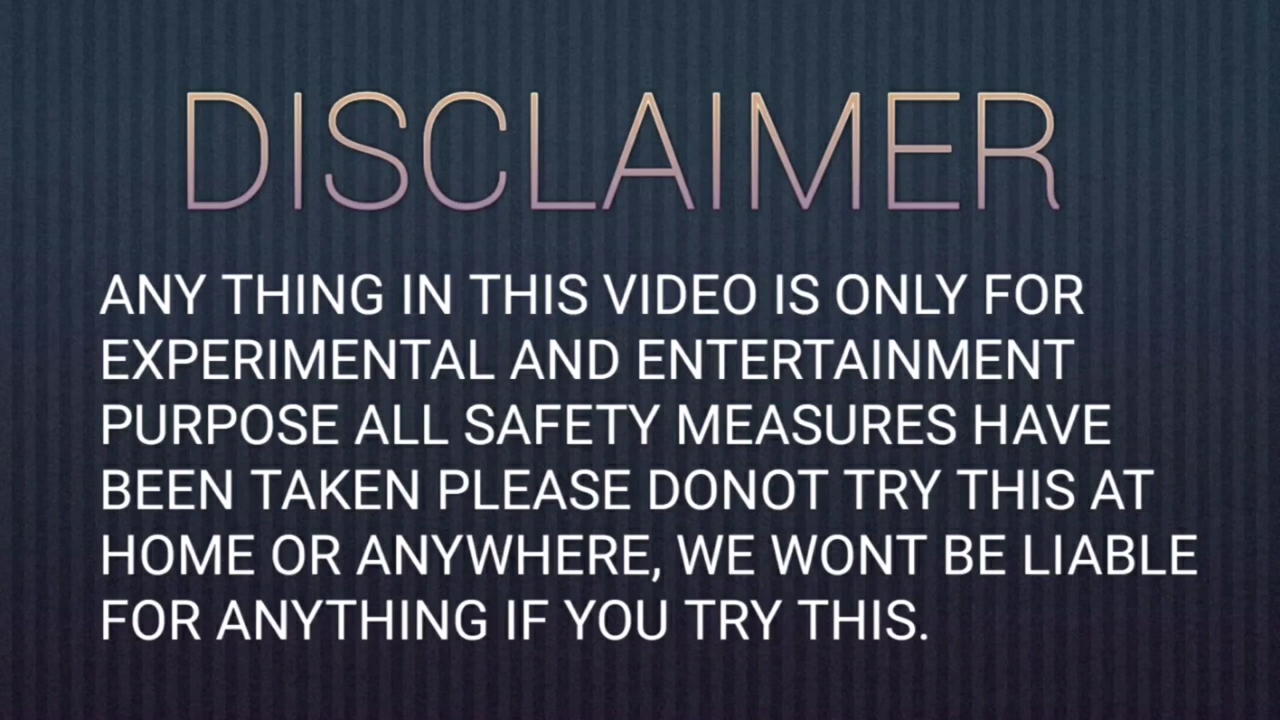 DISCLAIMER
ANY THING IN THIS VIDEO IS ONLY FOR
EXPERIMENTAL AND ENTERTAINMENT
PURPOSE ALL SAFETY MEASURES HAVE
BEEN TAKEN PLEASE DONOT TRY THIS AT
HOME OR ANYWHERE, WE WONT BE LIABLE
FOR ANYTHING IF YOU TRY THIS.